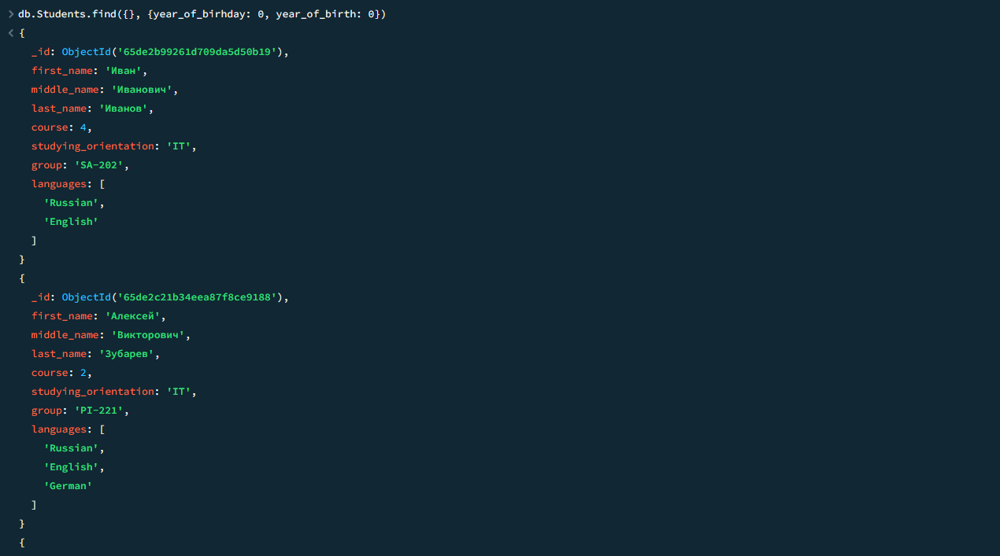 > db.Students.find({}, {year_of_birhday: 0, year_of_birth: 0})
< {
_id: ObjectId('65de2b99261d709da5d50b19'),
first_name: 'Иван',
middle_name: 'Иванович',
last_name: 'Иванов',
course: 4,
studying_orientation: 'IT',
group: 'SA-202',
languages: [
'Russian',
'English'
]
}
{
_id: ObjectId('65de2c21b34eea87f8ce9188'),
first_name: 'Алексей',
middle_name: 'Викторович',
last_name: 'Зубарев',
course: 2,
studying_orientation: 'IT',
group: 'PI-221',
languages: [
'Russian',
'English',
'German'
]
}
{